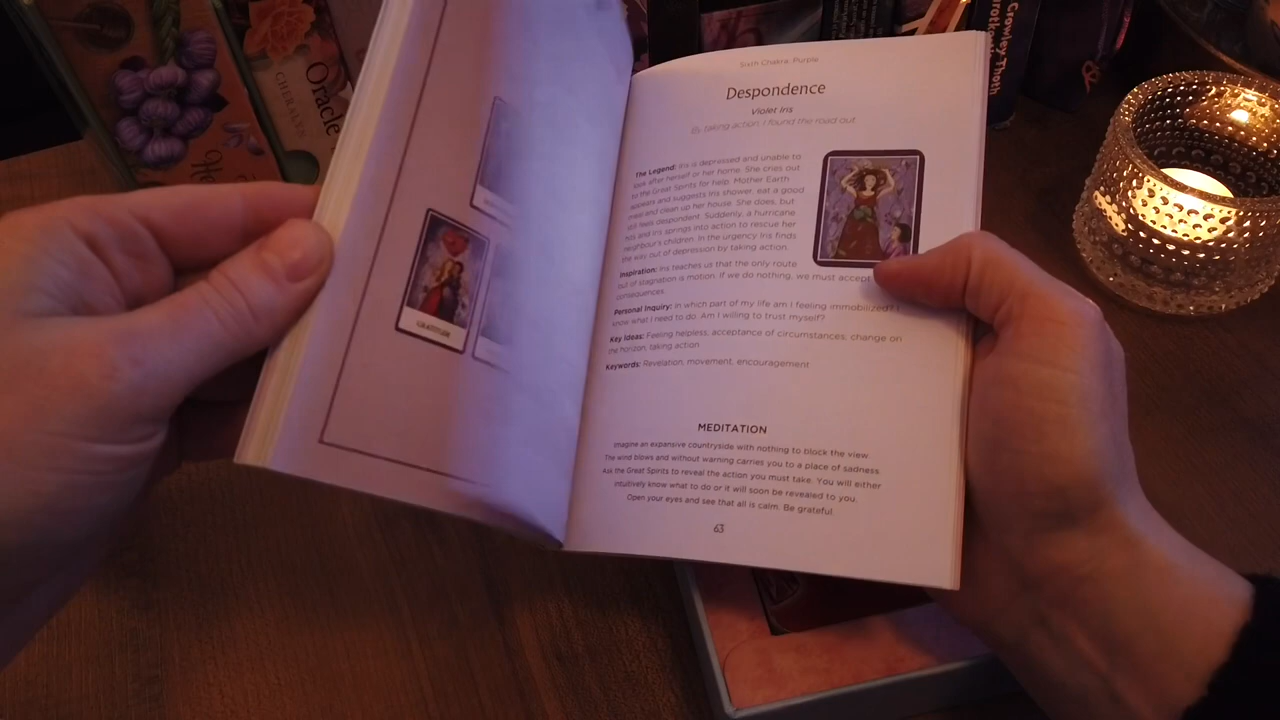 Oracle
CHERALYN
Crowley Thoth
GRATITUDE
Sixth Chakra: Purple
Despondence
Violet Iris
By taking action, I found the road out
The Legend: Iris is depressed and unable to
look after herself or her home. She cries out
to the Great Spirits for help. Mother Earth
appeals and suggests Iris shower, eat a good
meal and clean up her house. She does, but
still feels despondent. Suddenly, a hurricane
hits and Iris springs into action to rescue her
neighbour's children. In the urgency Iris finds
the way out of depression by taking action.
Inspiration: Iris teaches us that the only route
out of stagnation is motion. If we do nothing, we must accept
consequences.
Personal Inquiry: In which part of my life am I feeling immobilized? I
know what I need to do. Am I willing to trust myself?
Key Ideas: Feeling helpless, acceptance of circumstances, change on
the horizon, taking action
Keywords: Revelation, movement, encouragement
MEDITATION
Imagine an expansive countryside with nothing to block the view.
The wind blows and without warning carries you to a place of sadness.
Ask the Great Spirits to reveal the action you must take. You will either
intuitively know what to do or it will soon be revealed to you.
Open your eyes and see that all is calm. Be grateful.
63